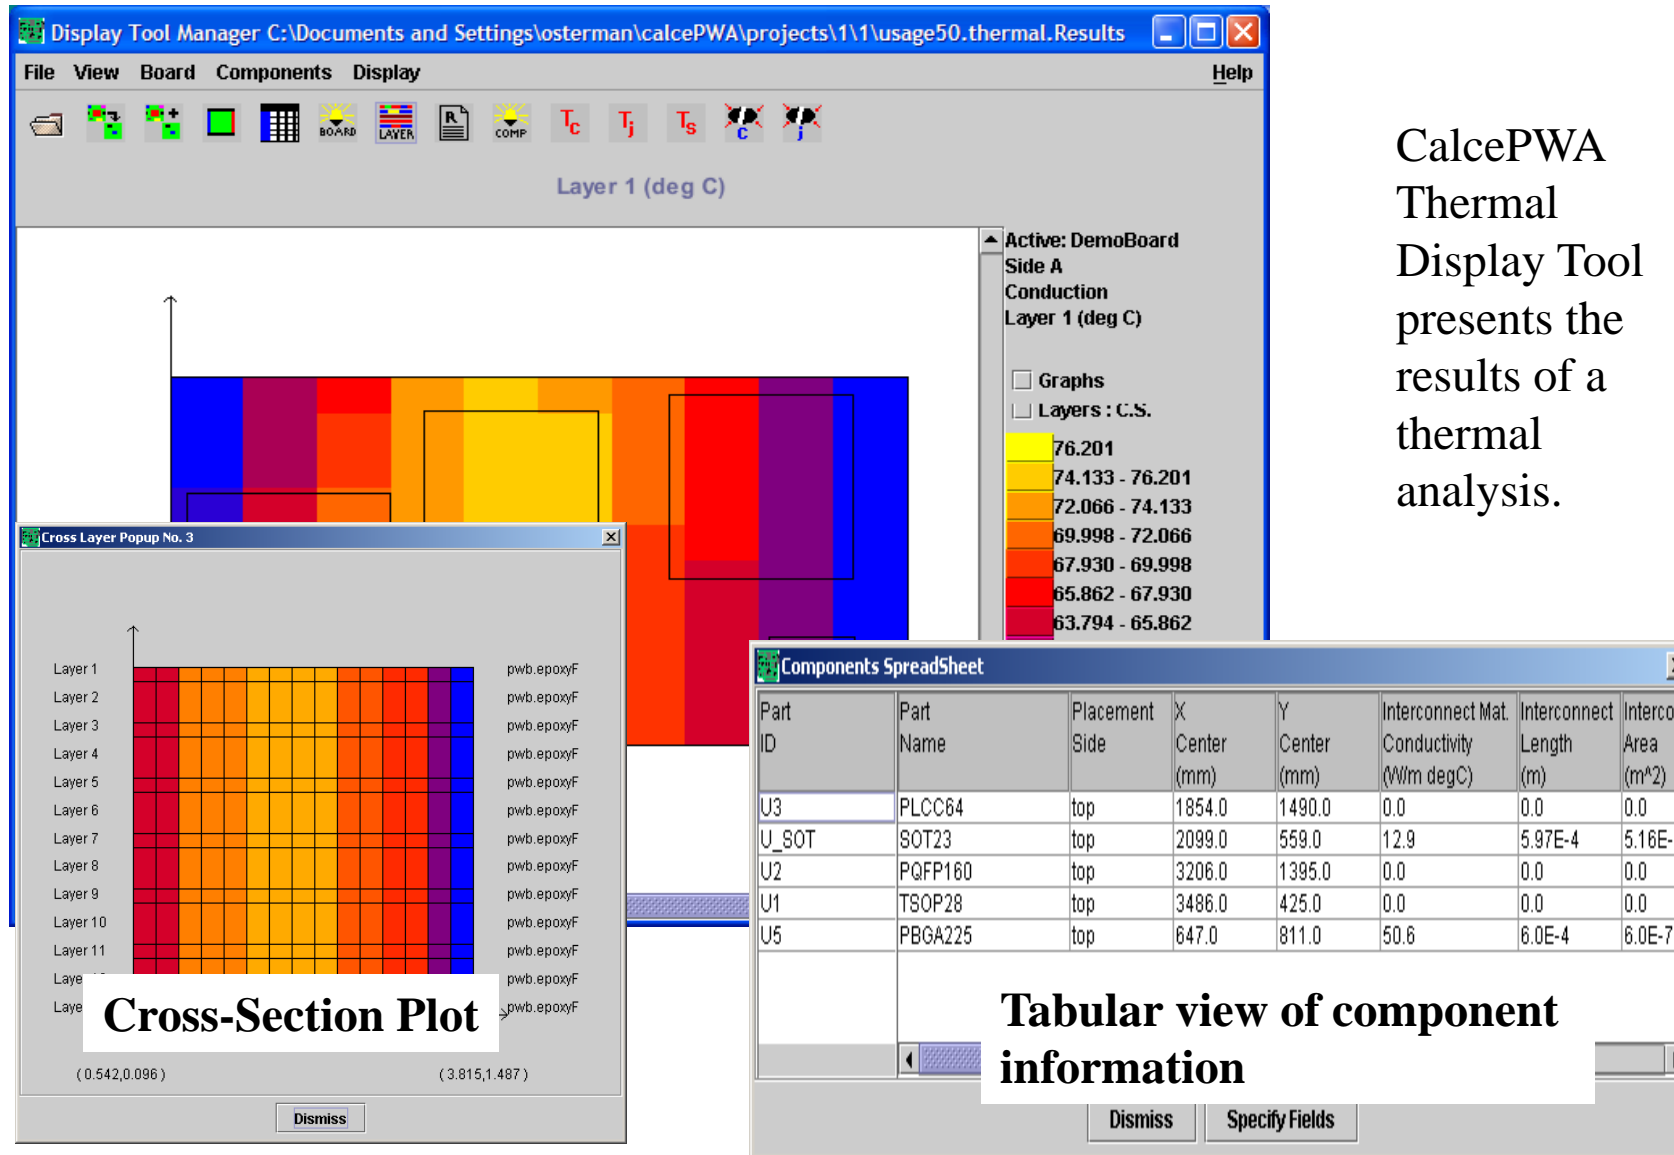 Display Tool Manager C:\Documents and Settings\osterman\calcePWA\projects\1\1\usage50.thermal.Results
File View Board Components Display Help
BOARD LAYER R COMP Tc Tj Ts C j
Layer 1 (deg C)
Active: DemoBoard
Side A
Conduction
Layer 1 (deg C)
Graphs
Layers : C.S.
76.201
74.133 - 76.201
72.066 - 74.133
69.998 - 72.066
67.930 - 69.998
65.862 - 67.930
63.794 - 65.862
CalcePWA
Thermal
Display Tool
presents the
results of a
thermal
analysis.
Cross Layer Popup No. 3
Layer 1 pwb.epoxyF
Layer 2 pwb.epoxyF
Layer 3 pwb.epoxyF
Layer 4 pwb.epoxyF
Layer 5 pwb.epoxyF
Layer 6 pwb.epoxyF
Layer 7 pwb.epoxyF
Layer 8 pwb.epoxyF
Layer 9 pwb.epoxyF
Layer 10 pwb.epoxyF
Layer 11 pwb.epoxyF
pwb.epoxyF
pwb.epoxyF
Cross-Section Plot
( 0.542,0.096 ) ( 3.815,1.487 )
Dismiss
Components SpreadSheet
Part Part Placement X Y Interconnect Mat. Interconnect Interco
ID Name Side Center Center Conductivity Length Area
(mm) (mm) (W/m degC) (m) (m^2)
U3 PLCC64 top 1854.0 1490.0 0.0 0.0 0.0
U_SOT SOT23 top 2099.0 559.0 12.9 5.97E-4 5.16E-
U2 PQFP160 top 3206.0 1395.0 0.0 0.0 0.0
U1 TSOP28 top 3486.0 425.0 0.0 0.0 0.0
U5 PBGA225 top 647.0 811.0 50.6 6.0E-4 6.0E-7
Tabular view of component
information
Dismiss Specify Fields